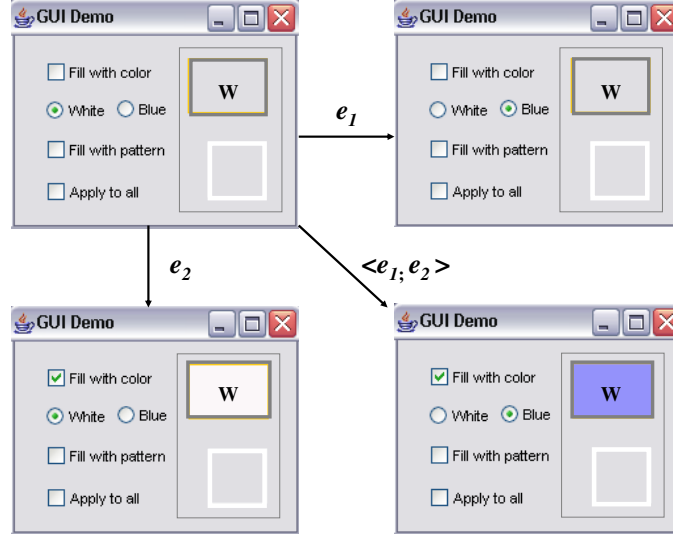 GUI Demo
Fill with color
White Blue
Fill with pattern
Apply to all
W
e1
GUI Demo
Fill with color
White Blue
Fill with pattern
Apply to all
W
e2
<e1; e2>
GUI Demo
Fill with color
White Blue
Fill with pattern
Apply to all
W
GUI Demo
Fill with color
White Blue
Fill with pattern
Apply to all
W